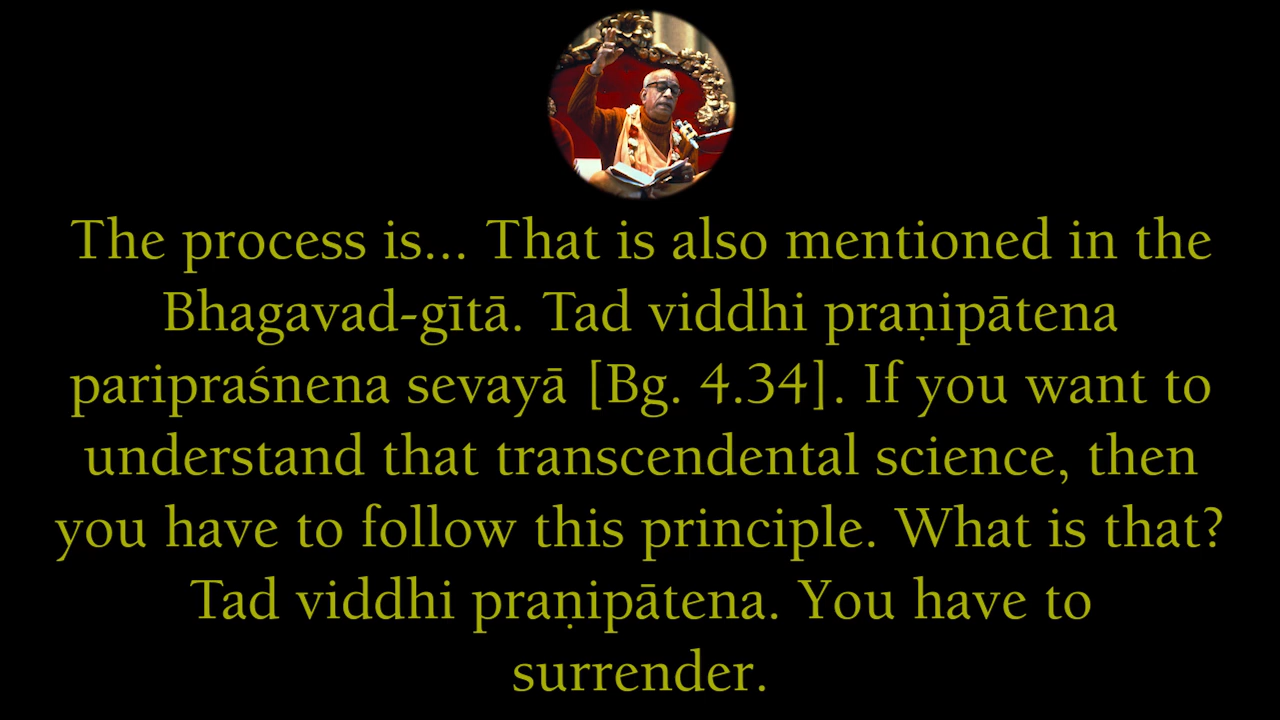 The process is... That is also mentioned in the
Bhagavad-gītā. Tad viddhi praṇipātena
paripraśnena sevayā [Bg. 4.34]. If you want to
understand that transcendental science, then
you have to follow this principle. What is that?
Tad viddhi praṇipātena. You have to
surrender.